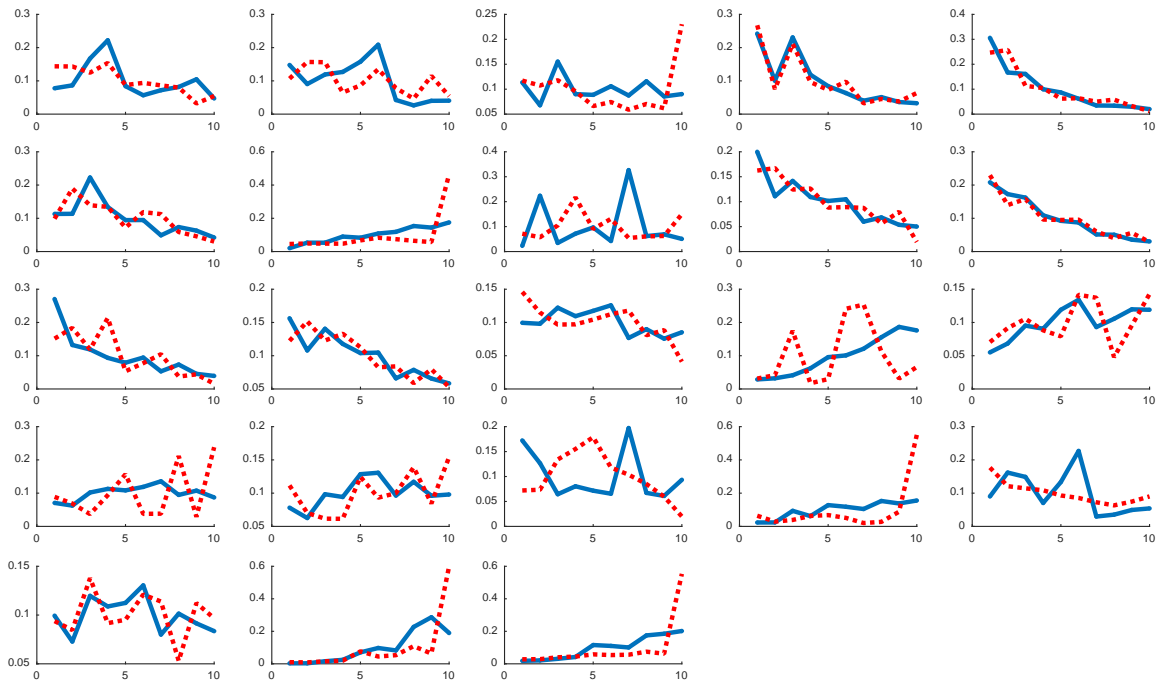 0.3 0.3 0.25 0.3 0.4
0.2 0.2 0.2 0.2 0.3
0.15 0.2
0.1 0.1 0.1 0.1 0.1
0 0 0.05 0 0
0 5 10 0 5 10 0 5 10 0 5 10 0 5 10
0.3 0.6 0.4 0.2 0.3
0.2 0.4 0.3 0.15 0.2
0.2 0.1
0.1 0.2 0.1 0.05 0.1
0 0 0 0 0
0 5 10 0 5 10 0 5 10 0 5 10 0 5 10
0.3 0.2 0.15 0.3 0.15
0.2 0.15 0.1 0.2 0.1
0.1 0.1 0.05 0.1 0.05
0 0.05 0 0 0
0 5 10 0 5 10 0 5 10 0 5 10 0 5 10
0.3 0.2 0.2 0.6 0.3
0.2 0.15 0.15 0.4 0.2
0.1
0.1 0.1 0.05 0.2 0.1
0 0.05 0 0 0
0 5 10 0 5 10 0 5 10 0 5 10 0 5 10
0.15 0.6 0.6
0.4 0.4
0.1
0.2 0.2
0.05 0 0
0 5 10 0 5 10 0 5 10